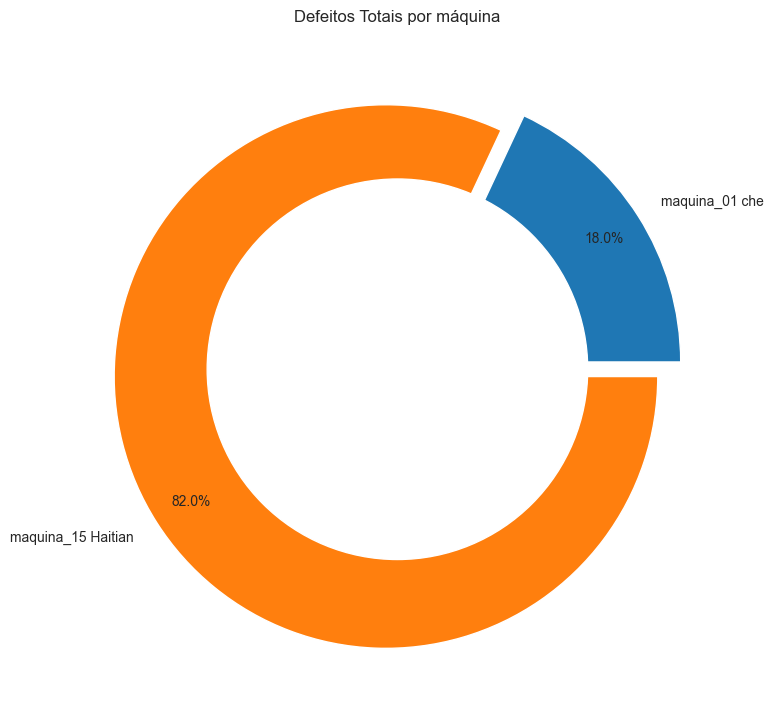 Defeitos Totais por máquina
maquina_01 che
18.0%
82.0%
maquina_15 Haitian